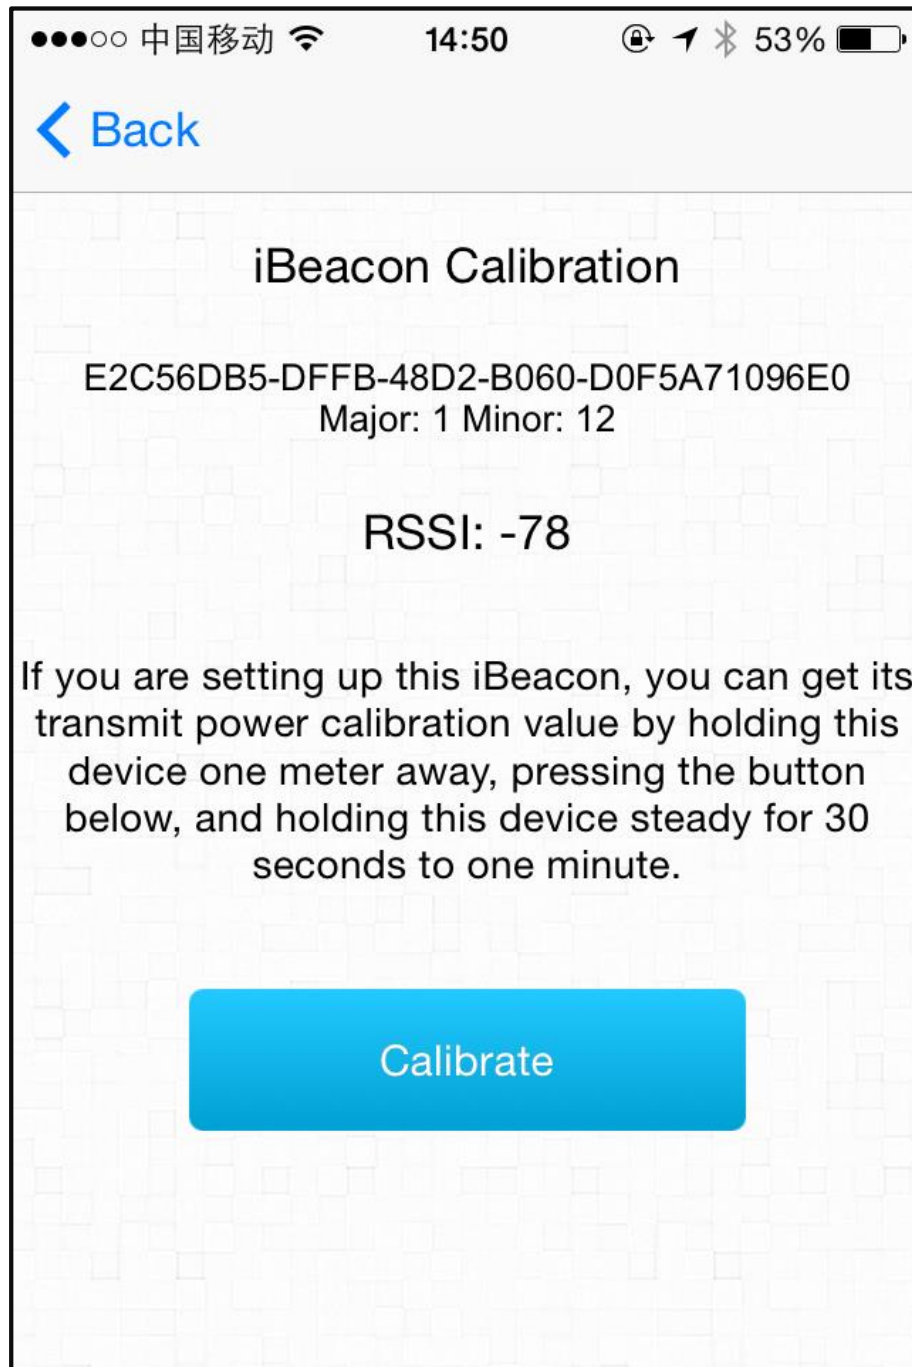 中国移动 14:50 53%
Back
iBeacon Calibration
E2C56DB5-DFFB-48D2-B060-D0F5A71096E0
Major: 1 Minor: 12
RSSI: -78
If you are setting up this iBeacon, you can get its
transmit power calibration value by holding this
device one meter away, pressing the button
below, and holding this device steady for 30
seconds to one minute.
Calibrate